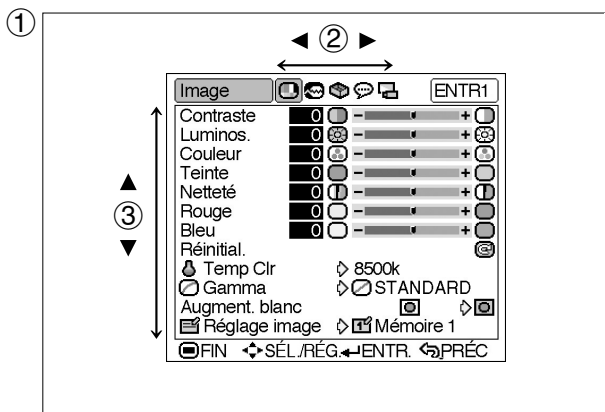 ①
◄ ② ►
Image ENTR1
Contraste 0 - +
Luminos. 0 - +
Couleur 0 - +
Teinte 0 - +
Netteté 0 - +
Rouge 0 - +
Bleu 0 - +
▲
③
▼
Réinitial.
Temp Clr 8500k
Gamma STANDARD
Augment. blanc
Réglage image 1 Mémoire 1
FIN SÉL./RÉG. ENTR. PRÉC